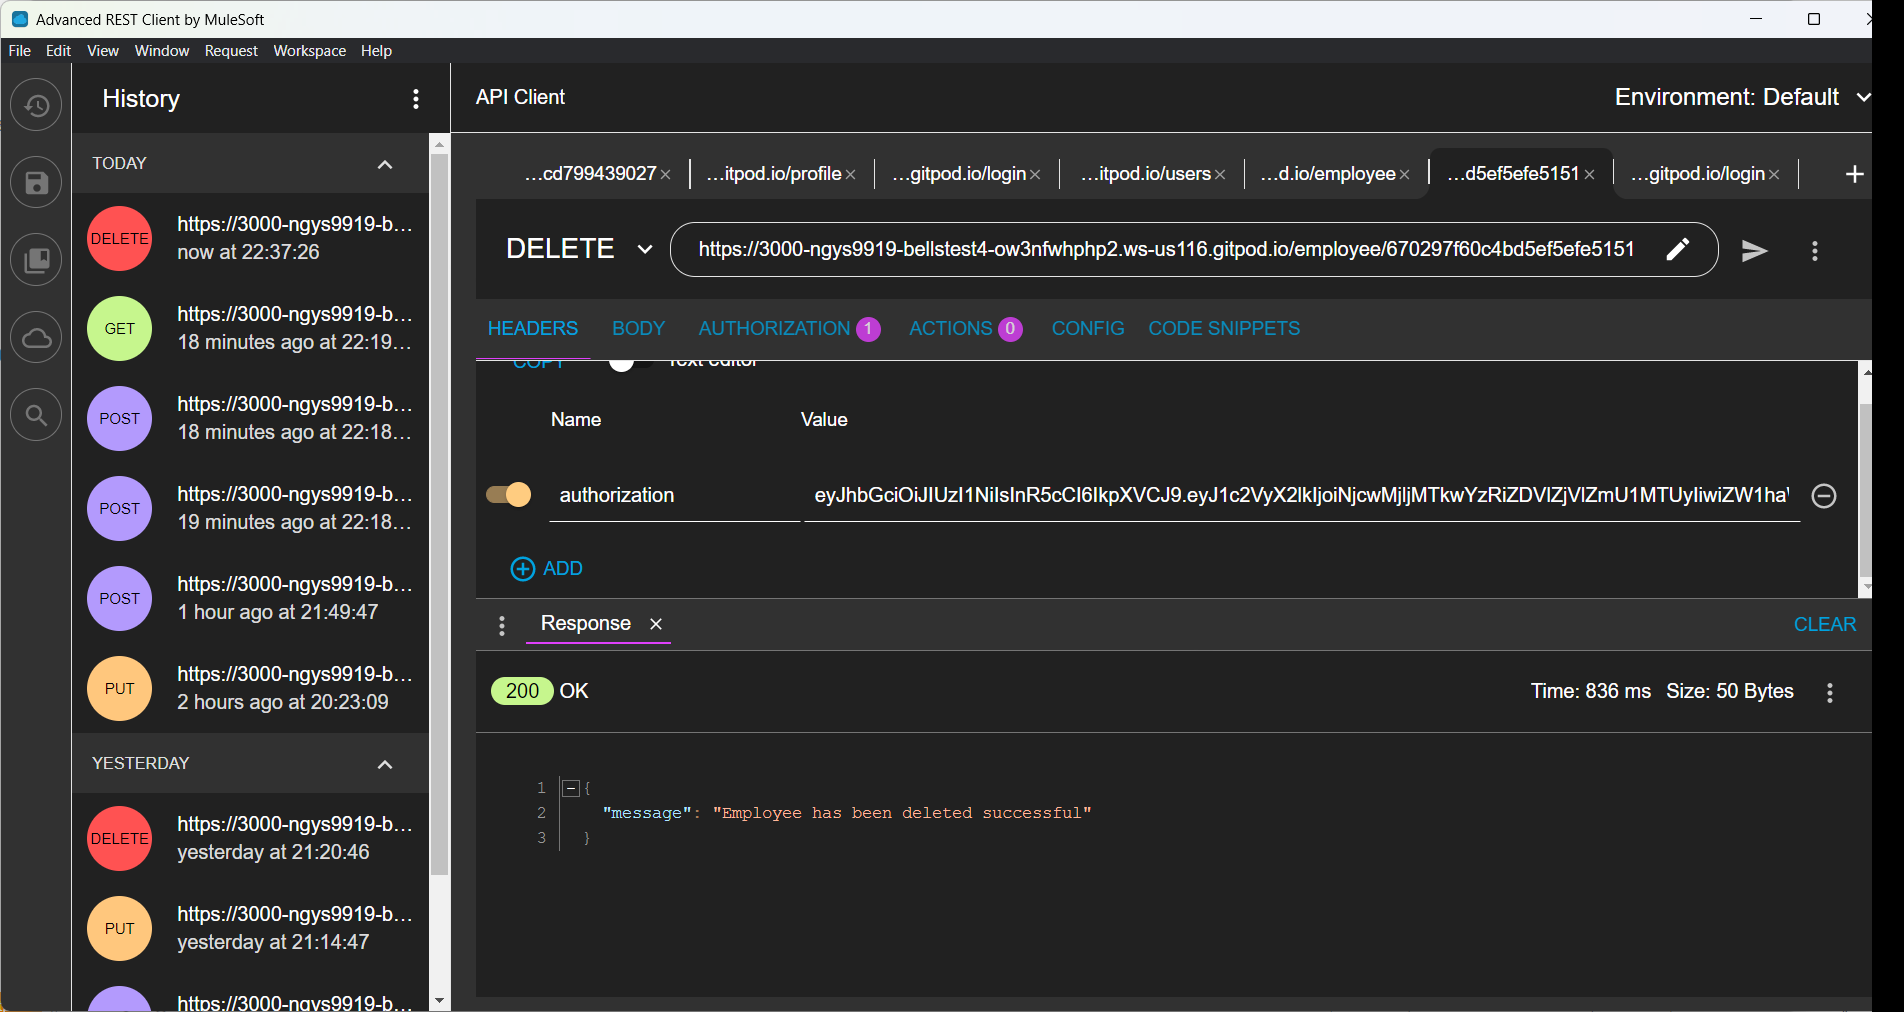 Advanced REST Client by MuleSoft
File Edit View Window Request Workspace Help
History
API Client
Environment: Default
TODAY
DELETE
https://3000-ngys9919-b...
now at 22:37:26
GET
https://3000-ngys9919-b...
18 minutes ago at 22:19...
POST
https://3000-ngys9919-b...
18 minutes ago at 22:18...
POST
https://3000-ngys9919-b...
19 minutes ago at 22:18...
POST
https://3000-ngys9919-b...
1 hour ago at 21:49:47
PUT
https://3000-ngys9919-b...
2 hours ago at 20:23:09
YESTERDAY
DELETE
https://3000-ngys9919-b...
yesterday at 21:20:46
PUT
https://3000-ngys9919-b...
yesterday at 21:14:47
https://3000-ngys9919-b...
...cd799439027 ...itpod.io/profile ...gitpod.io/login ...itpod.io/users ...d.io/employee ...d5ef5efe5151 ...gitpod.io/login
DELETE https://3000-ngys9919-bellstest4-ow3nfwhphp2.ws-us116.gitpod.io/employee/670297f60c4bd5ef5efe5151
HEADERS BODY AUTHORIZATION 1 ACTIONS 0 CONFIG CODE SNIPPETS
COPY Text editor
Name Value
authorization
ADD
Response CLEAR
200 OK Time: 836 ms Size: 50 Bytes
1 {
2 "message": "Employee has been deleted successful"
3 }